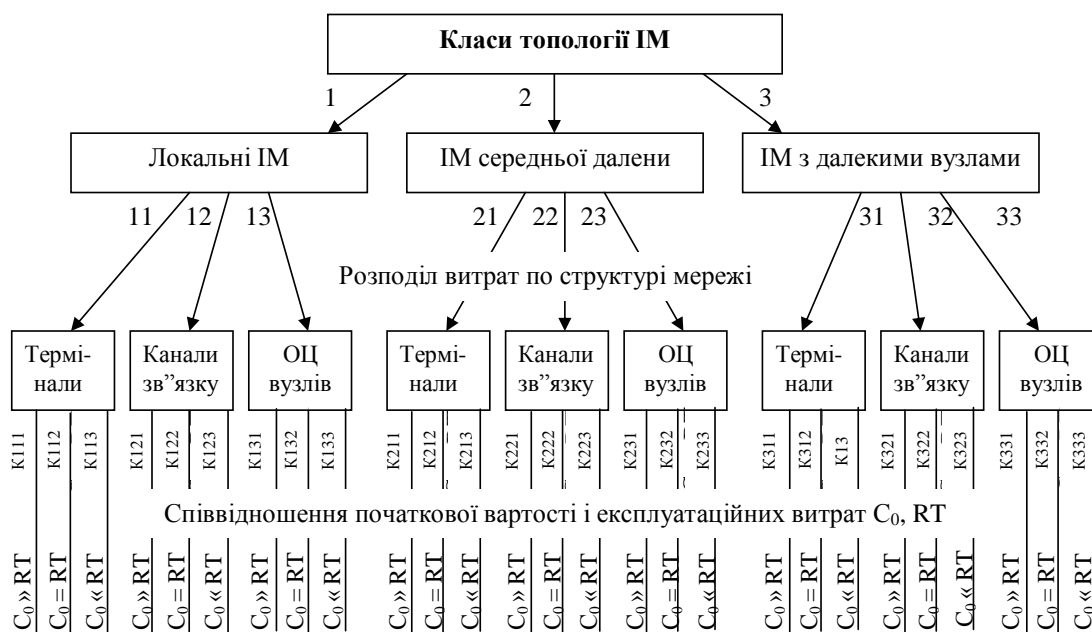 Класи топології ІМ
1 2 3
Локальні ІМ ІМ середньої далени ІМ з далекими вузлами
11 12 13 21 22 23 31 32 33
Розподіл витрат по структурі мережі
Термі- Канали ОЦ Термі- Канали ОЦ Термі- Канали ОЦ
нали зв”язку вузлів нали зв”язку вузлів нали зв”язку вузлів
К111 К112 К113 К121 К122 К123 К131 К132 К133 К211 К212 К213 К221 К222 К223 К231 К232 К233 К311 К312 К13 К321 К322 К323 К331 К332 К333
Співвідношення початкової вартості і експлуатаційних витрат C₀, RT
C₀ » RT C₀ = RT C₀ « RT C₀ » RT C₀ = RT C₀ « RT C₀ » RT C₀ = RT C₀ « RT C₀ » RT C₀ = RT C₀ « RT C₀ » RT C₀ = RT C₀ « RT C₀ » RT C₀ = RT C₀ « RT C₀ » RT C₀ = RT C₀ « RT C₀ » RT C₀ = RT C₀ « RT C₀ » RT C₀ = RT C₀ « RT